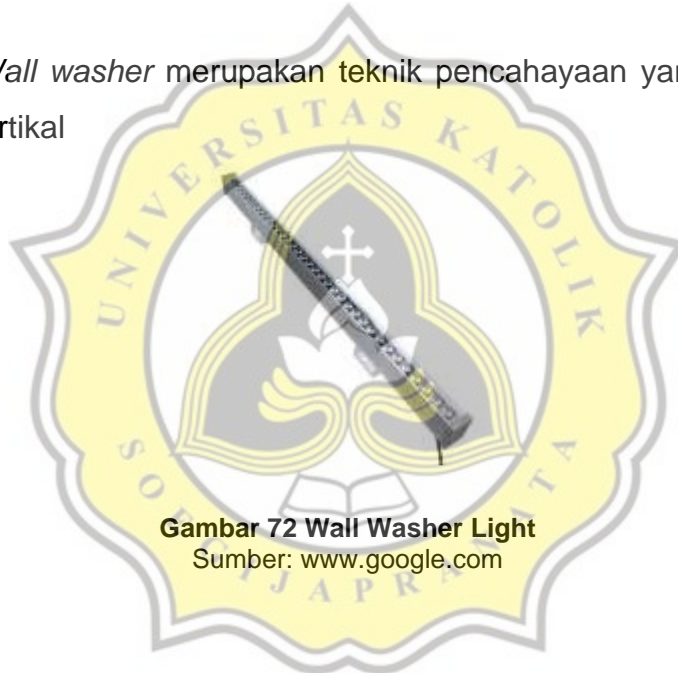 Wall washer merupakan teknik pencahayaan yan
rtikal
UNIVERSITAS KATOLIK
SOEGIJAPRANATA
Gambar 72 Wall Washer Light
Sumber: www.google.com